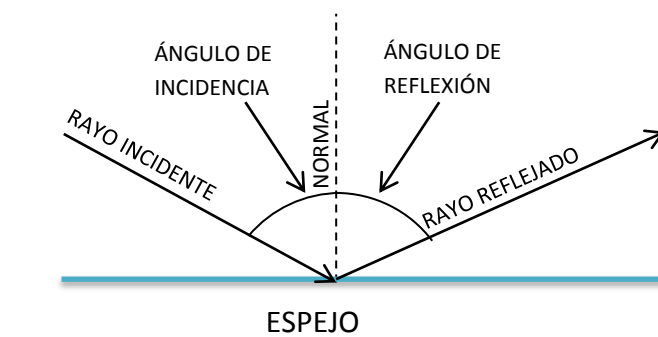 ÁNGULO DE
INCIDENCIA
ÁNGULO DE
REFLEXIÓN
RAYO INCIDENTE
NORMAL
RAYO REFLEJADO
ESPEJO